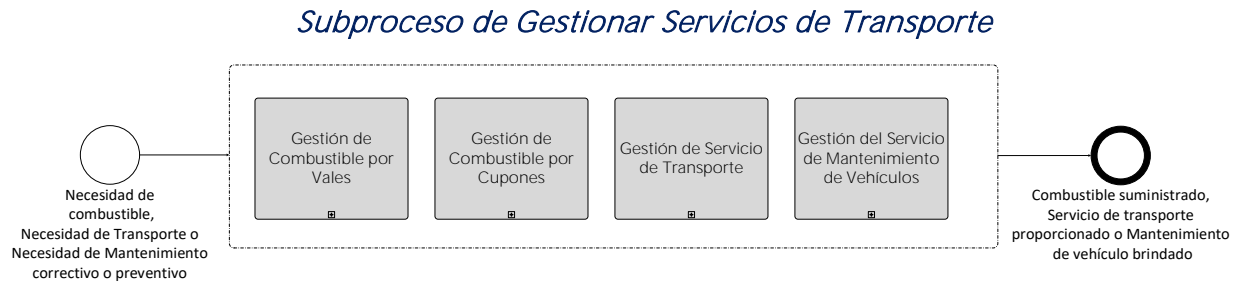 Subproceso de Gestionar Servicios de Transporte
Gestión de
Combustible por
Vales
Gestión de
Combustible por
Cupones
Gestión de Servicio
de Transporte
Gestión del Servicio
de Mantenimiento
de Vehículos
Necesidad de
combustible,
Necesidad de Transporte o
Necesidad de Mantenimiento
correctivo o preventivo
Combustible suministrado,
Servicio de transporte
proporcionado o Mantenimiento
de vehículo brindado